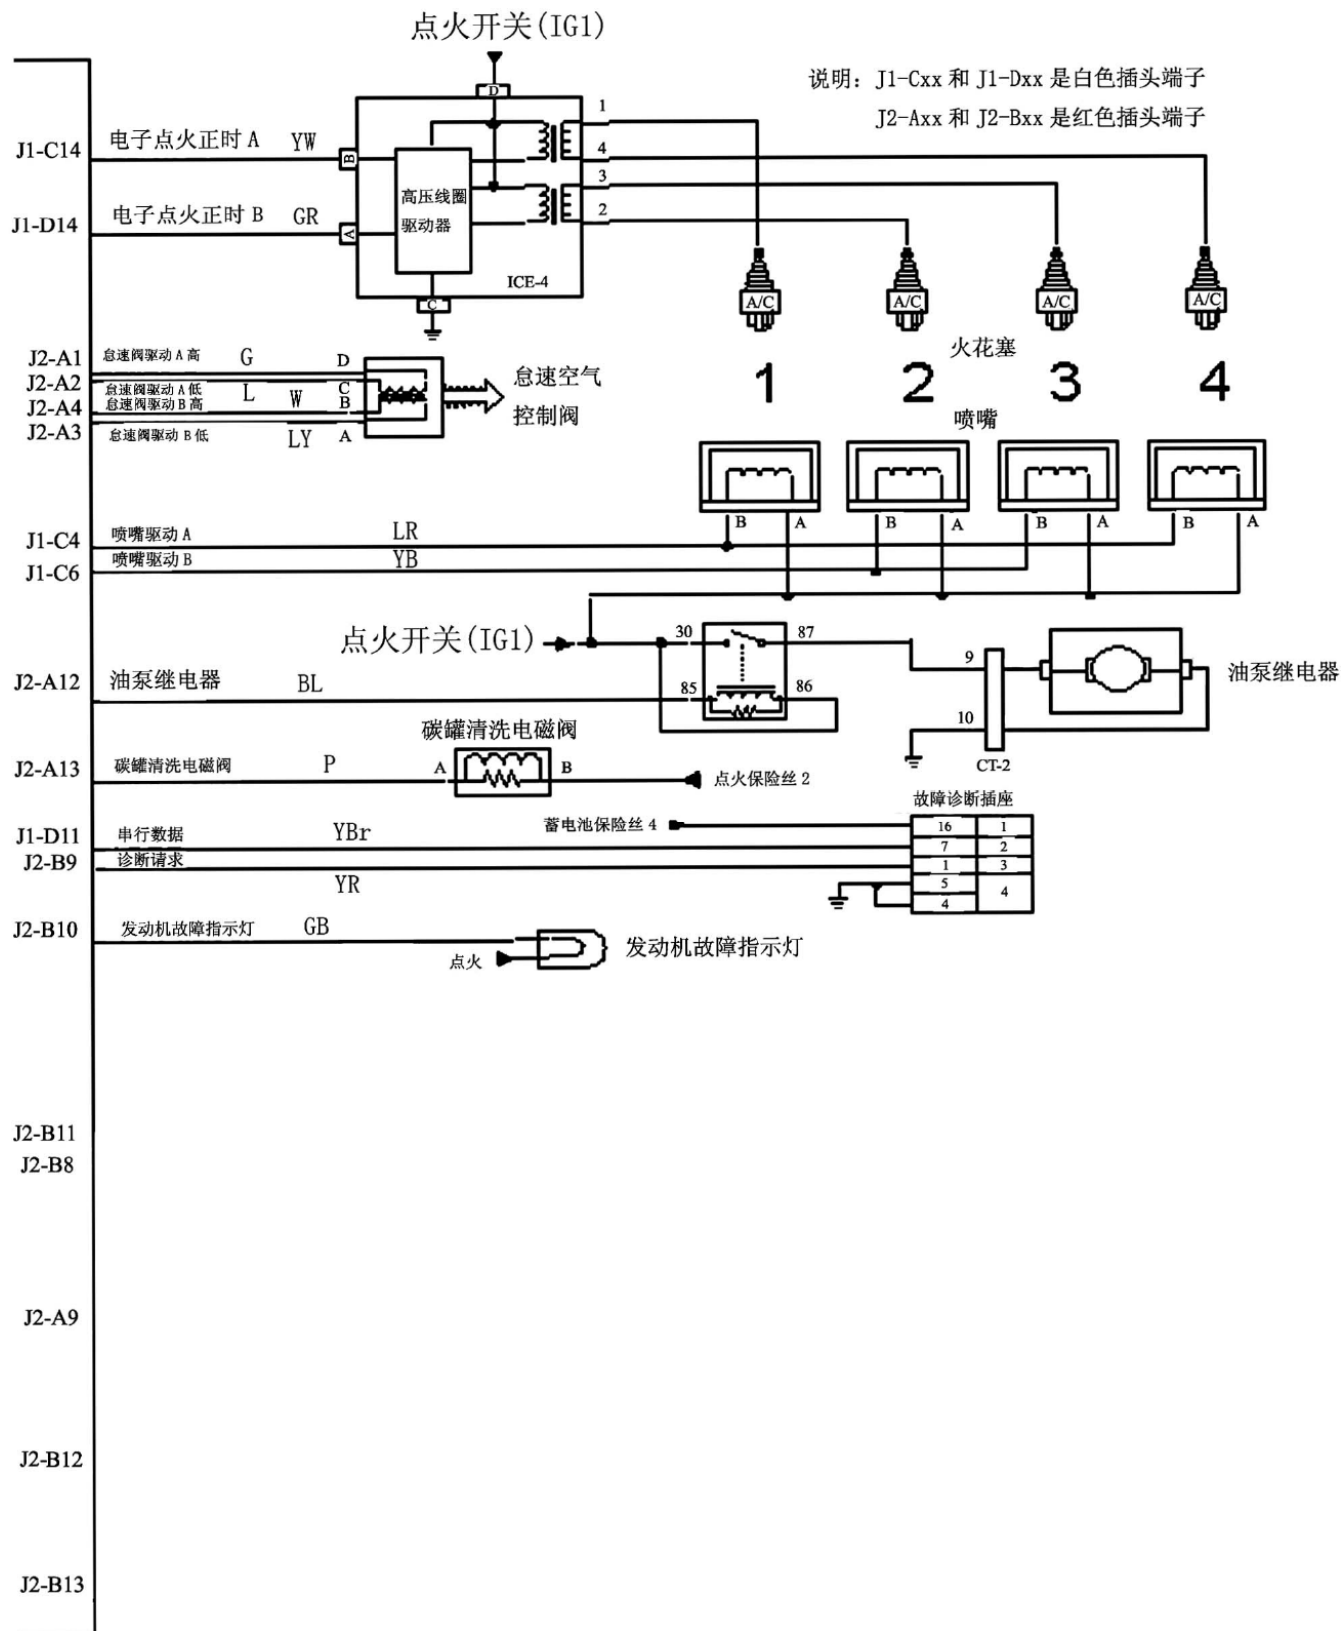 点火开关(IG1)
说明：J1-Cxx 和 J1-Dxx 是白色插头端子
J2-Axx 和 J2-Bxx 是红色插头端子
D
J1-C14 电子点火正时 A YW B
1
4
3
2
高压线圈
驱动器
J1-D14 电子点火正时 B GR A
ICE-4
C
A/C A/C A/C A/C
火花塞
1 2 3 4
J2-A1 怠速阀驱动 A 高 G D
J2-A2 怠速阀驱动 A 低 L C
J2-A4 怠速阀驱动 B 高 W B
J2-A3 怠速阀驱动 B 低 LY A
怠速空气
控制阀
喷嘴
B A B A B A B A
J1-C4 喷嘴驱动 A LR
J1-C6 喷嘴驱动 B YB
点火开关(IG1) 30 87
J2-A12 油泵继电器 BL 85 86
9
10
CT-2
油泵继电器
碳罐清洗电磁阀
J2-A13 碳罐清洗电磁阀 P A B 点火保险丝 2
故障诊断插座
蓄电池保险丝 4 16 1
J1-D11 串行数据 YBr 7 2
J2-B9 诊断请求 YR 1 3
5 4
4
J2-B10 发动机故障指示灯 GB
点火
发动机故障指示灯
J2-B11
J2-B8
J2-A9
J2-B12
J2-B13